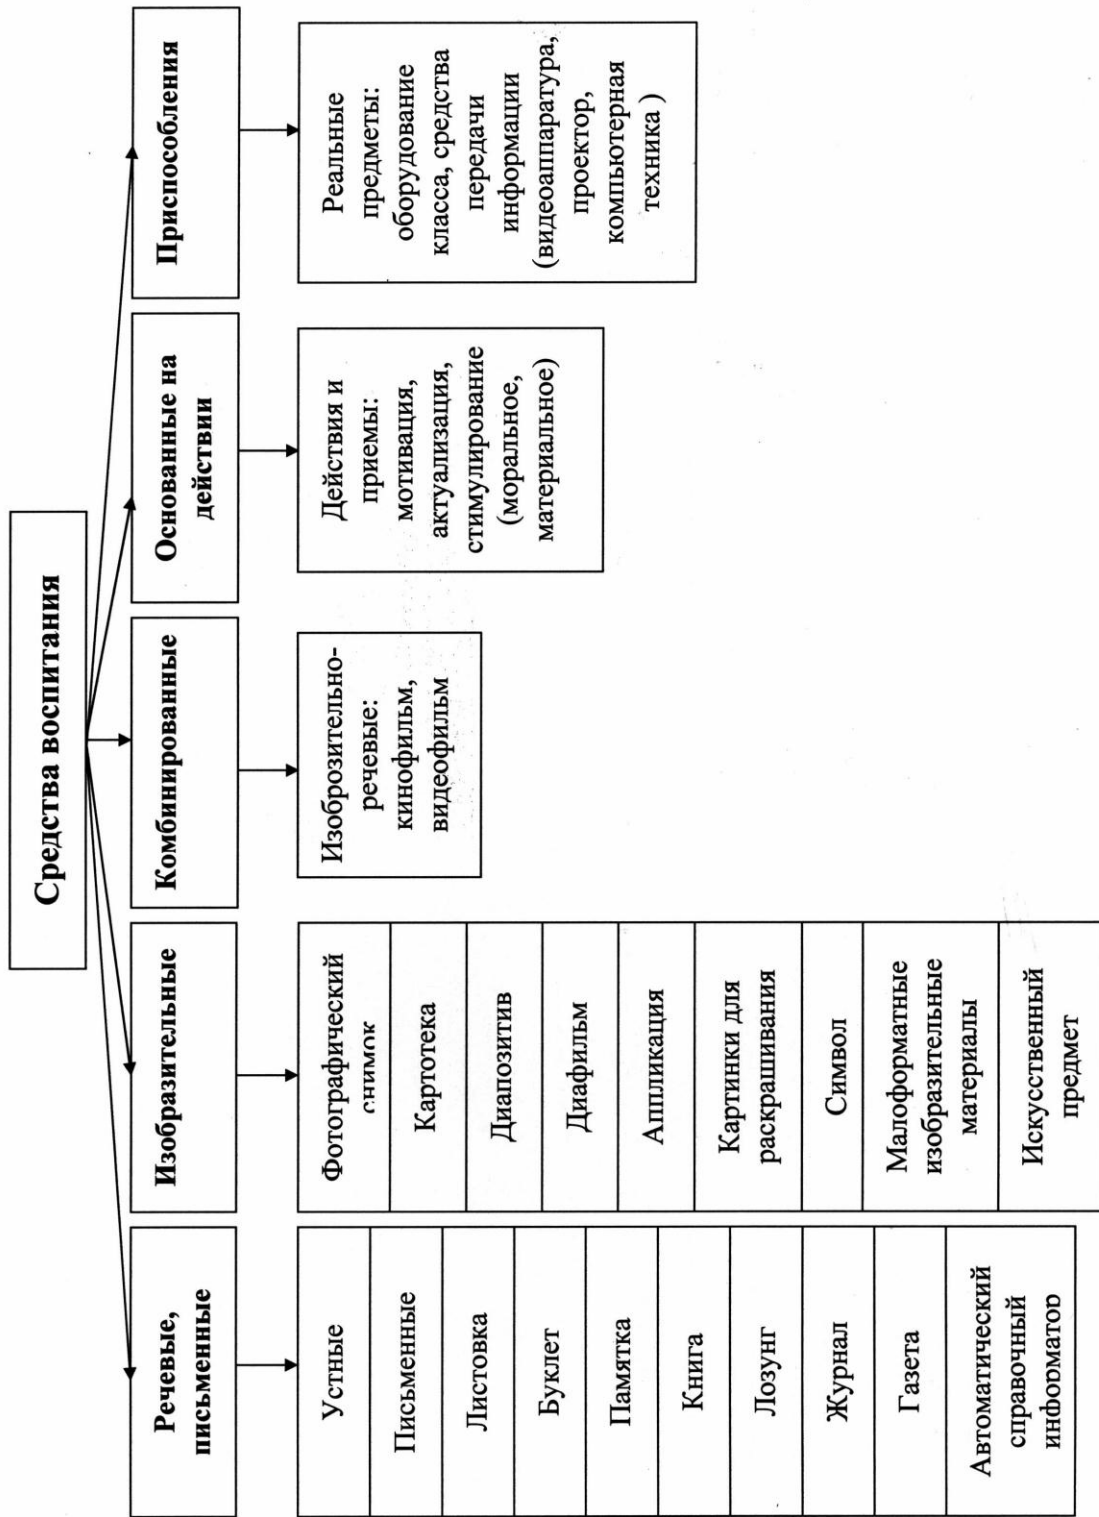 Средства воспитания
Речевые,
письменные
Изобразительные
Комбинированные
Основанные на
действии
Приспособления
Устные
Письменные
Листовка
Буклет
Памятка
Книга
Лозунг
Журнал
Газета
Автоматический
справочный
информатор
Фотографический
снимок
Картотека
Диапозитив
Диафильм
Аппликация
Картинки для
раскрашивания
Символ
Малоформатные
изобразительные
материалы
Искусственный
предмет
Изоброзительно-
речевые:
кинофильм,
видеофильм
Действия и
приемы:
мотивация,
актуализация,
стимулирование
(моральное,
материальное)
Реальные
предметы:
оборудование
класса, средства
передачи
информации
(видеоаппаратура,
проектор,
компьютерная
техника )